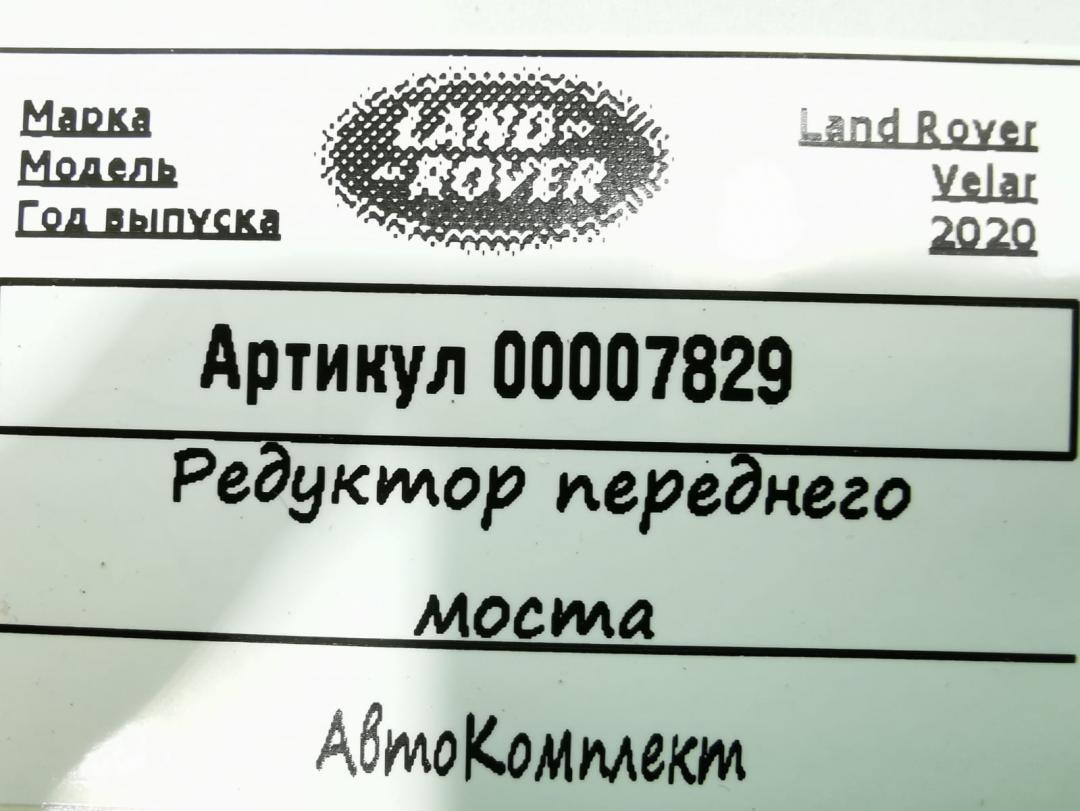 Марка
Модель
Год выпуска
LAND-
-ROVER
Land Rover
Velar
2020
Артикул 00007829
Редуктор переднего
моста
АвтоКомплект